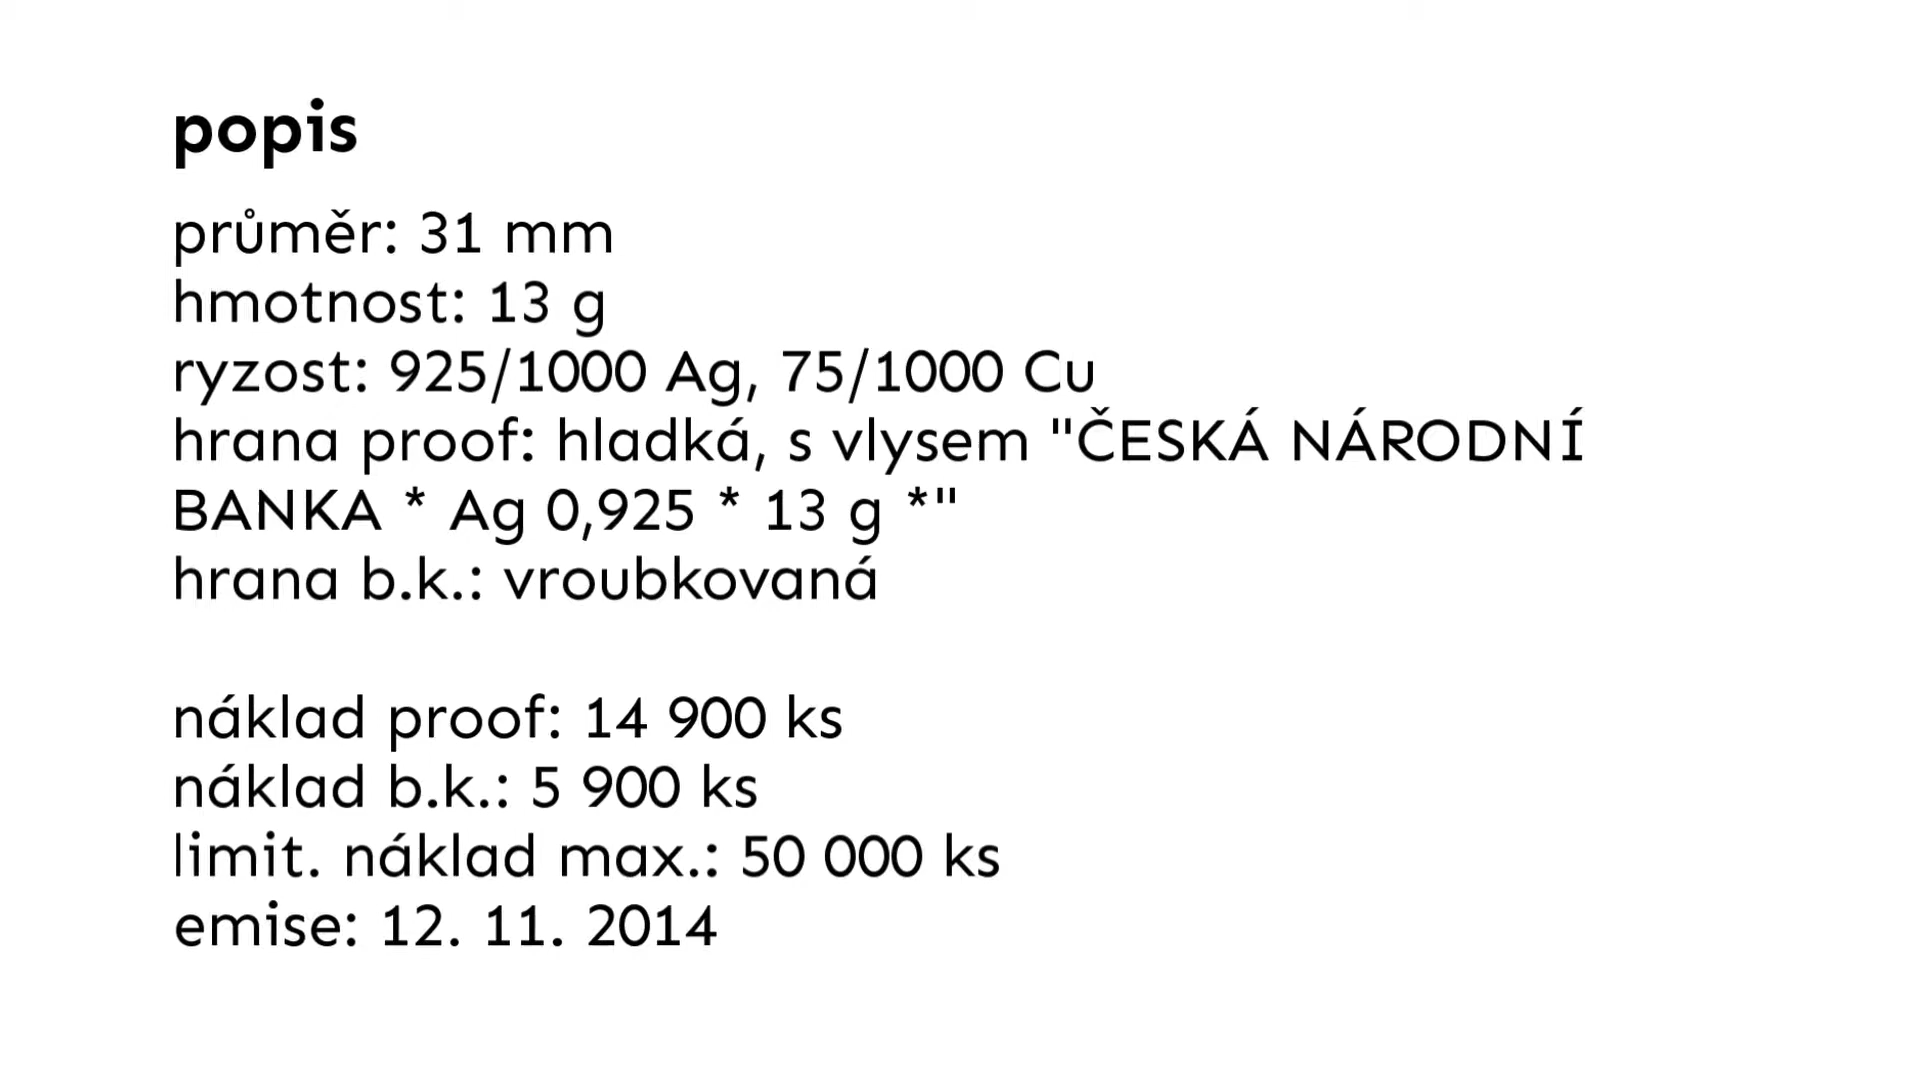 popis
průměr: 31 mm
hmotnost: 13 g
ryzost: 925/1000 Ag, 75/1000 Cu
hrana proof: hladká, s vlysem "ČESKÁ NÁRODNÍ
BANKA * Ag 0,925 * 13 g *"
hrana b.k.: vroubkovaná
náklad proof: 14 900 ks
náklad b.k.: 5 900 ks
limit. náklad max.: 50 000 ks
emise: 12. 11. 2014